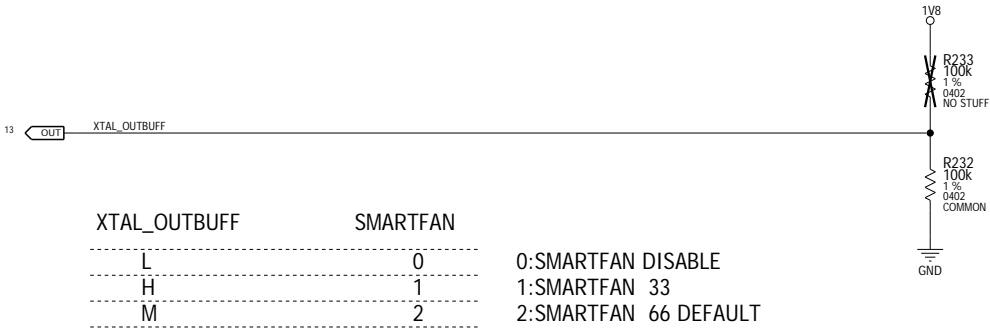 1V8
R233
100k
1 %
0402
NO STUFF
13 OUT XTAL_OUTBUFF
R232
100k
1 %
0402
COMMON
GND
XTAL_OUTBUFF SMARTFAN
L 0 0:SMARTFAN DISABLE
H 1 1:SMARTFAN 33
M 2 2:SMARTFAN 66 DEFAULT